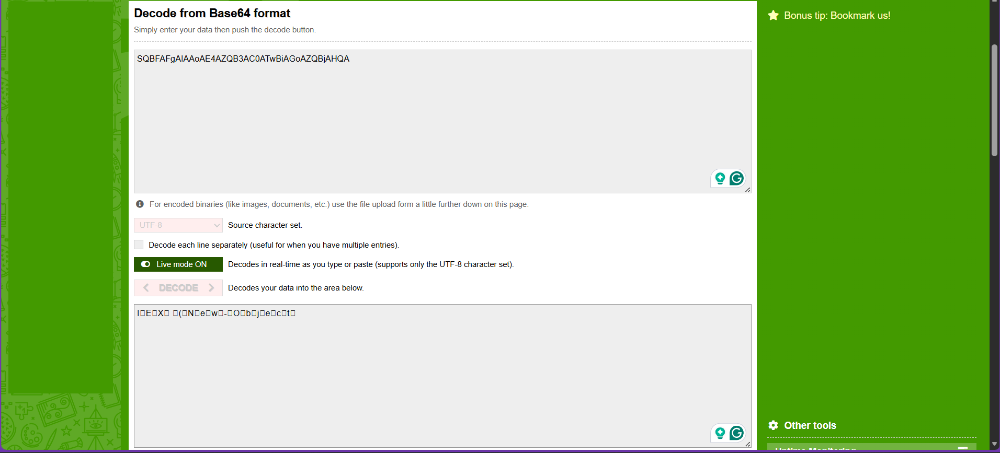 Decode from Base64 format
Simply enter your data then push the decode button.
Bonus tip: Bookmark us!
SQBFAFgAIAAoAE4AZQB3AC0ATwBiAGoAZQBjAHQA
For encoded binaries (like images, documents, etc.) use the file upload form a little further down on this page.
UTF-8
Source character set.
Decode each line separately (useful for when you have multiple entries).
Live mode ON
Decodes in real-time as you type or paste (supports only the UTF-8 character set).
< DECODE >
Decodes your data into the area below.
I□E□X□ □(□N□e□w□-□O□b□j□e□c□t□
Other tools
Uptime Monitoring